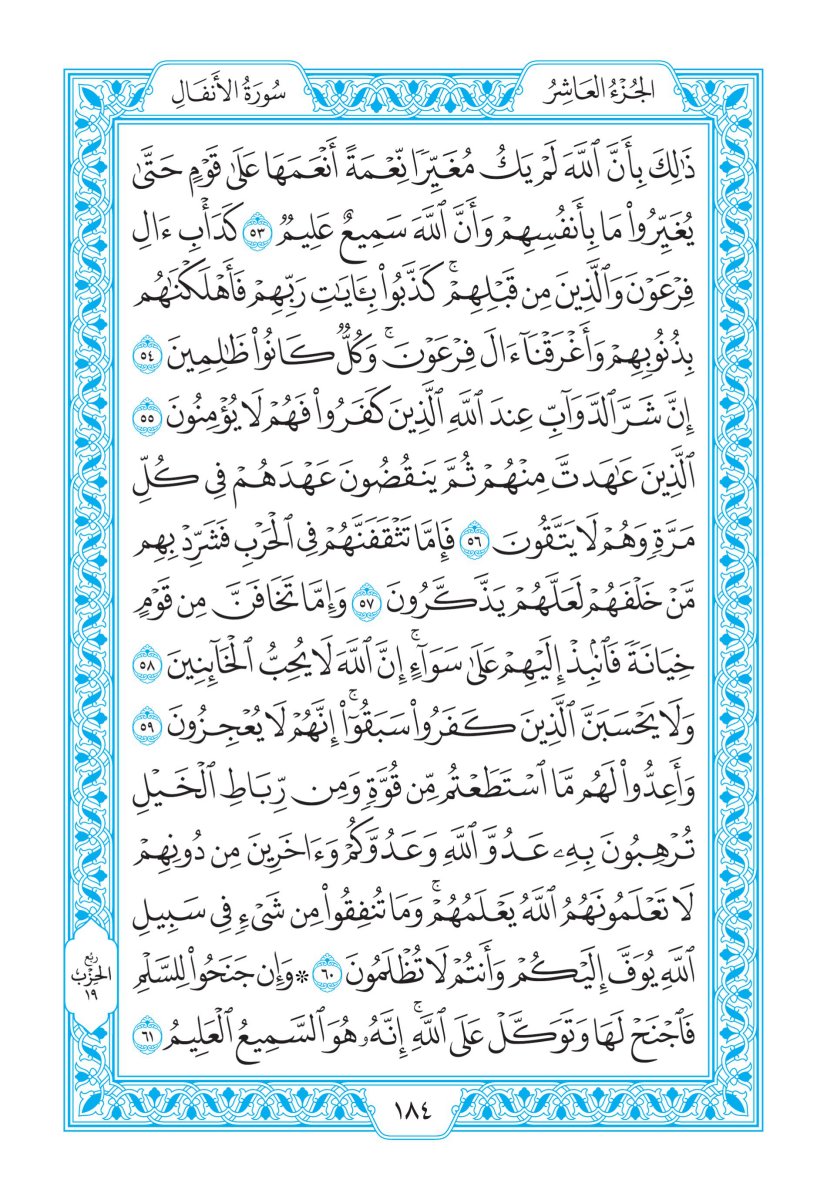 الجُزْءُ العَاشِرُ
سُورَةُ الأَنفَالِ
ذَٰلِكَ بِأَنَّ ٱللَّهَ لَمۡ يَكُ مُغَيِّرٗا نِّعۡمَةً أَنۡعَمَهَا عَلَىٰ قَوۡمٍ حَتَّىٰ
يُغَيِّرُواْ مَا بِأَنفُسِهِمۡ وَأَنَّ ٱللَّهَ سَمِيعٌ عَلِيمٞ ٥٣ كَدَأۡبِ ءَالِ
فِرۡعَوۡنَ وَٱلَّذِينَ مِن قَبۡلِهِمۡۚ كَذَّبُواْ بِـَٔايَٰتِ رَبِّهِمۡ فَأَهۡلَكۡنَٰهُم
بِذُنُوبِهِمۡ وَأَغۡرَقۡنَآ ءَالَ فِرۡعَوۡنَۚ وَكُلّٞ كَانُواْ ظَٰلِمِينَ ٥٤
إِنَّ شَرَّ ٱلدَّوَآبِّ عِندَ ٱللَّهِ ٱلَّذِينَ كَفَرُواْ فَهُمۡ لَا يُؤۡمِنُونَ ٥٥
ٱلَّذِينَ عَٰهَدتَّ مِنۡهُمۡ ثُمَّ يَنقُضُونَ عَهۡدَهُمۡ فِي كُلِّ
مَرَّةٖ وَهُمۡ لَا يَتَّقُونَ ٥٦ فَإِمَّا تَثۡقَفَنَّهُمۡ فِي ٱلۡحَرۡبِ فَشَرِّدۡ بِهِم
مَّنۡ خَلۡفَهُمۡ لَعَلَّهُمۡ يَذَّكَّرُونَ ٥٧ وَإِمَّا تَخَافَنَّ مِن قَوۡمٍ
خِيَانَةٗ فَٱنۢبِذۡ إِلَيۡهِمۡ عَلَىٰ سَوَآءٍۚ إِنَّ ٱللَّهَ لَا يُحِبُّ ٱلۡخَآئِنِينَ ٥٨
وَلَا يَحۡسَبَنَّ ٱلَّذِينَ كَفَرُواْ سَبَقُوٓاْۚ إِنَّهُمۡ لَا يُعۡجِزُونَ ٥٩
وَأَعِدُّواْ لَهُم مَّا ٱسۡتَطَعۡتُم مِّن قُوَّةٖ وَمِن رِّبَاطِ ٱلۡخَيۡلِ
تُرۡهِبُونَ بِهِۦ عَدُوَّ ٱللَّهِ وَعَدُوَّكُمۡ وَءَاخَرِينَ مِن دُونِهِمۡ
لَا تَعۡلَمُونَهُمُ ٱللَّهُ يَعۡلَمُهُمۡۚ وَمَا تُنفِقُواْ مِن شَيۡءٖ فِي سَبِيلِ
ٱللَّهِ يُوَفَّ إِلَيۡكُمۡ وَأَنتُمۡ لَا تُظۡلَمُونَ ٦٠ *وَإِن جَنَحُواْ لِلسَّلۡمِ
فَٱجۡنَحۡ لَهَا وَتَوَكَّلۡ عَلَى ٱللَّهِۚ إِنَّهُۥ هُوَ ٱلسَّمِيعُ ٱلۡعَلِيمُ ٦١
رُبْعُ
الحِزْبُ
١٩
١٨٤